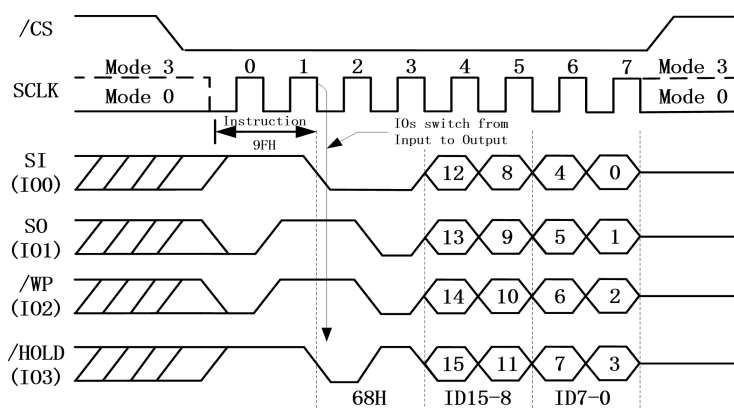 /CS
0 1 2 3 4 5 6 7
Mode 3 Mode 3
SCLK
Mode 0 Mode 0
Instruction
9FH
IOs switch from
Input to Output
SI
(IO0)
12 8 4 0
SO
(IO1)
13 9 5 1
/WP
(IO2)
14 10 6 2
/HOLD
(IO3)
15 11 7 3
68H ID15-8 ID7-0